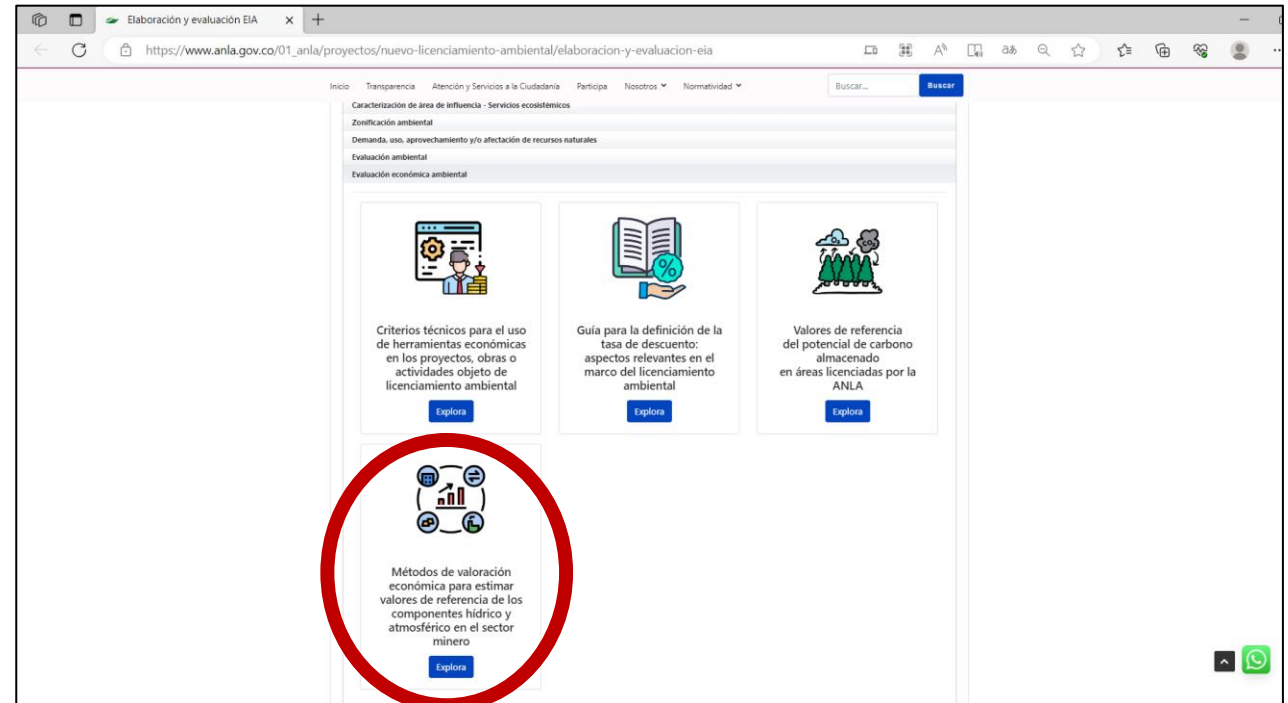 Elaboración y evaluación EIA
https://www.anla.gov.co/01_anla/proyectos/nuevo-licenciamiento-ambiental/elaboracion-y-evaluacion-eia
Inicio Transparencia Atención y Servicios a la Ciudadanía Participa Nosotros Normatividad Buscar... Buscar
Caracterización de área de influencia - Servicios ecosistémicos
Zonificación ambiental
Demanda, uso, aprovechamiento y/o afectación de recursos naturales
Evaluación ambiental
Evaluación económica ambiental
Criterios técnicos para el uso
de herramientas económicas
en los proyectos, obras o
actividades objeto de
licenciamiento ambiental
Explora
Guía para la definición de la
tasa de descuento:
aspectos relevantes en el
marco del licenciamiento
ambiental
Explora
Valores de referencia
del potencial de carbono
almacenado
en áreas licenciadas por la
ANLA
Explora
Métodos de valoración
económica para estimar
valores de referencia de los
componentes hídrico y
atmosférico en el sector
minero
Explora